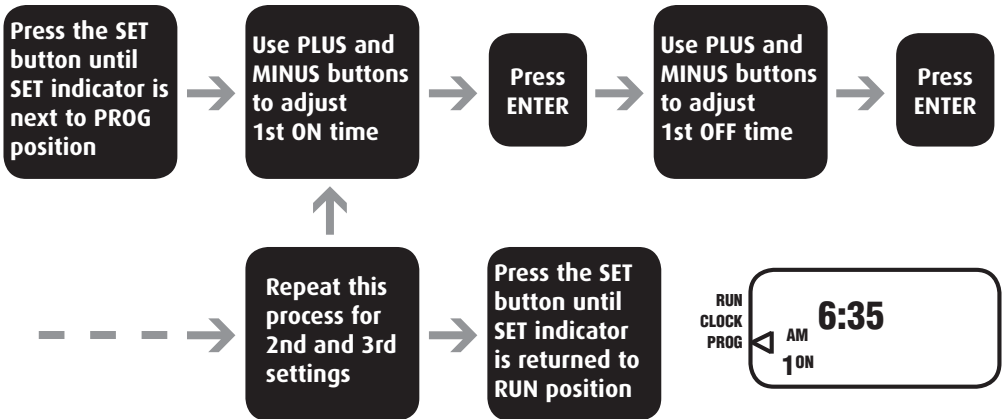 Press the SET
button until
SET indicator is
next to PROG
position
Use PLUS and
MINUS buttons
to adjust
1st ON time
Press
ENTER
Use PLUS and
MINUS buttons
to adjust
1st OFF time
Press
ENTER
Repeat this
process for
2nd and 3rd
settings
Press the SET
button until
SET indicator
is returned to
RUN position
RUN
CLOCK
PROG
AM 6:35
1 ON